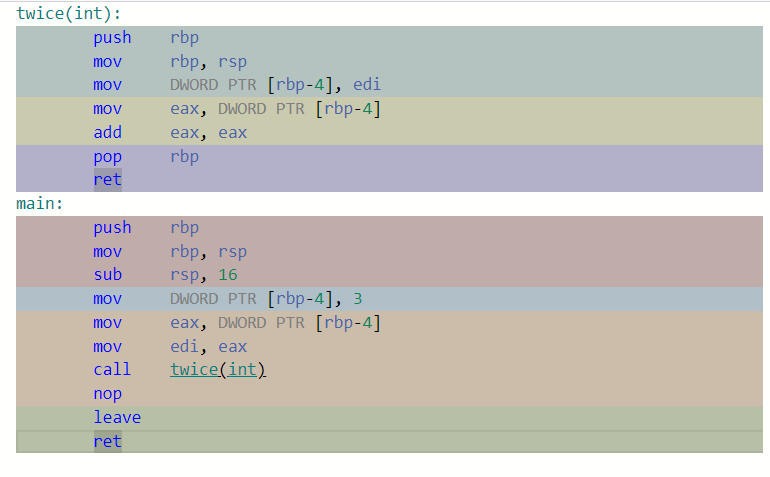 twice(int):
push rbp
mov rbp, rsp
mov DWORD PTR [rbp-4], edi
mov eax, DWORD PTR [rbp-4]
add eax, eax
pop rbp
ret
main:
push rbp
mov rbp, rsp
sub rsp, 16
mov DWORD PTR [rbp-4], 3
mov eax, DWORD PTR [rbp-4]
mov edi, eax
call twice(int)
nop
leave
ret